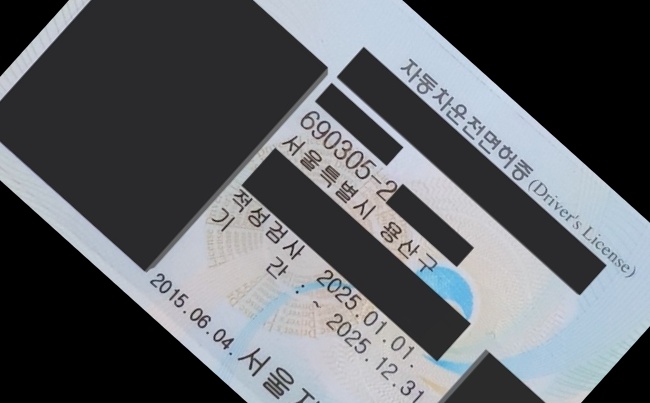 자동차운전면허증 (Driver's License)
690305-2
서울특별시 용산구
적성검사 2025.01.01.
기 간 : ~ 2025.12.31
2015.06.04. 서울